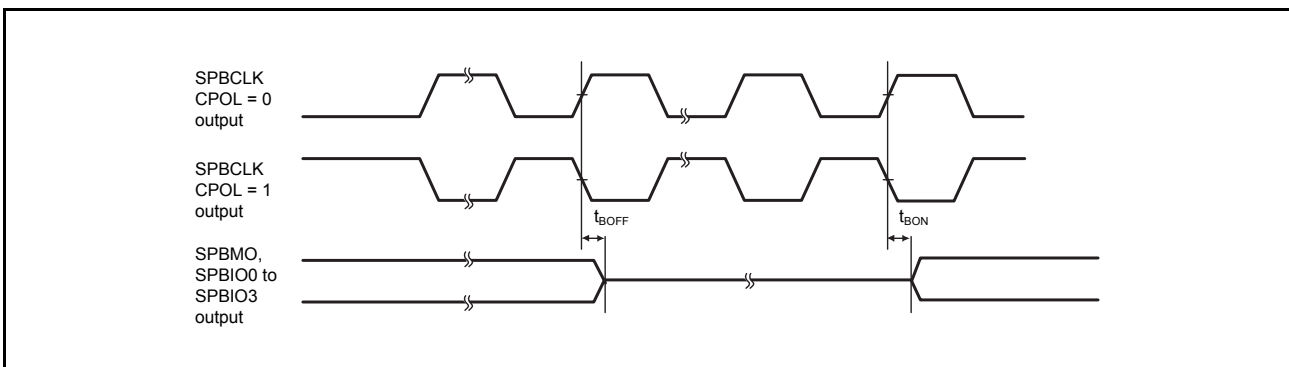 SPBCLK
CPOL = 0
output
SPBCLK
CPOL = 1
output
tBOFF
tBON
SPBMO,
SPBIO0 to
SPBIO3
output